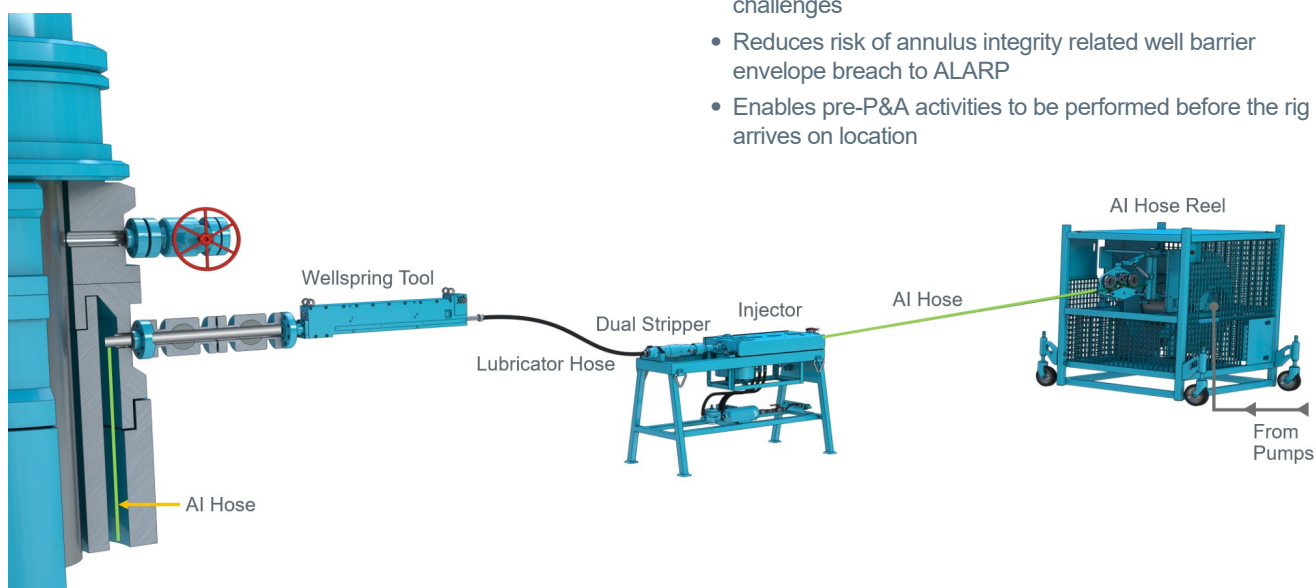 challenges
• Reduces risk of annulus integrity related well barrier
envelope breach to ALARP
• Enables pre-P&A activities to be performed before the rig
arrives on location
AI Hose Reel
Wellspring Tool
AI Hose
Injector
Dual Stripper
Lubricator Hose
From
Pumps
AI Hose